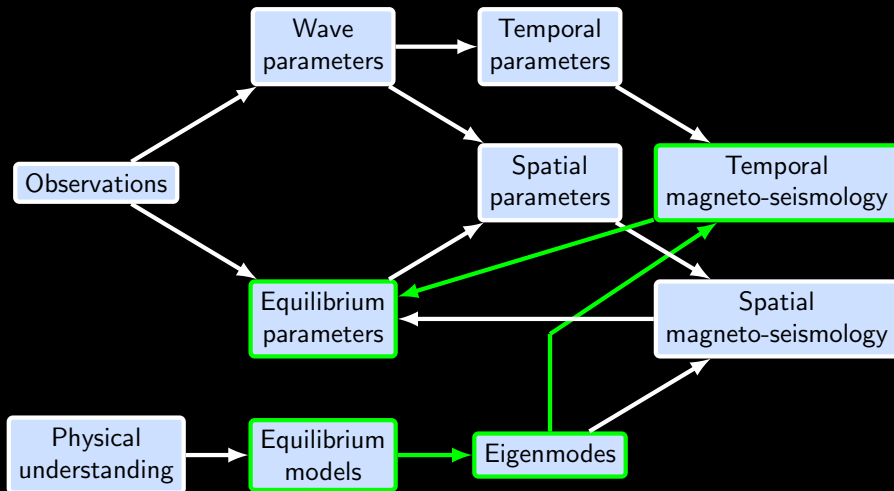 Wave
parameters
Temporal
parameters
Observations
Spatial
parameters
Temporal
magneto-seismology
Equilibrium
parameters
Spatial
magneto-seismology
Physical
understanding
Equilibrium
models
Eigenmodes